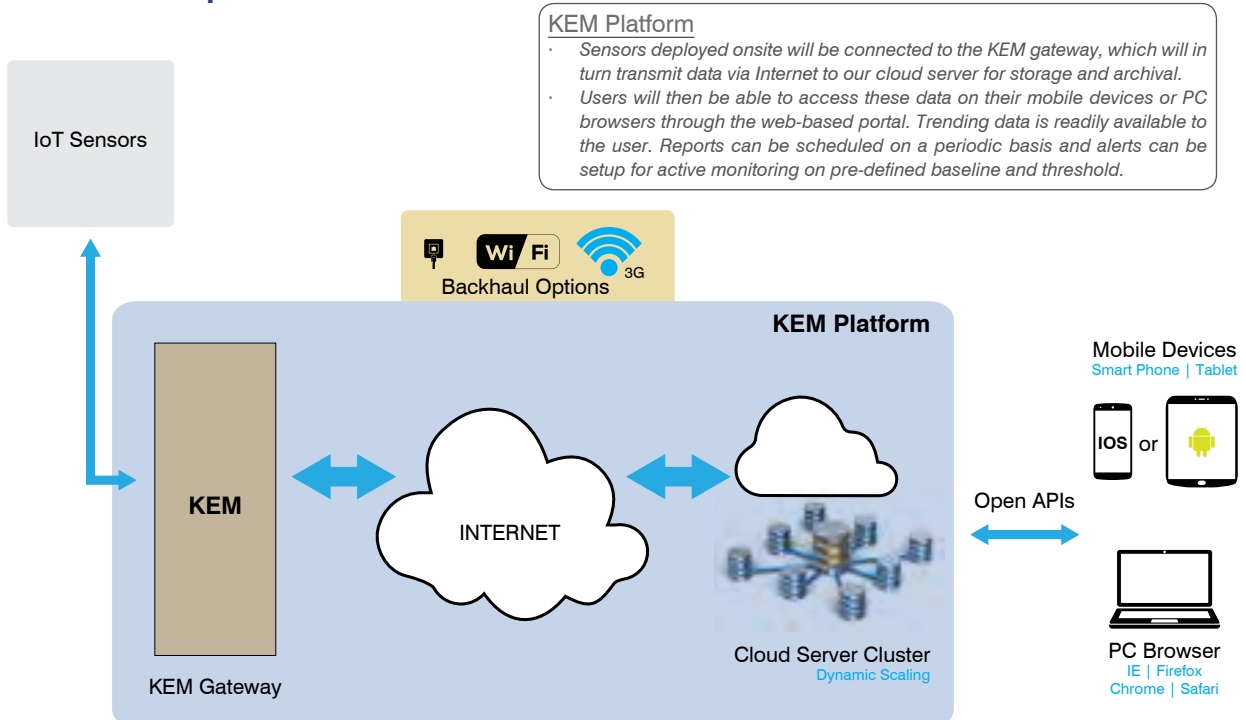 KEM Platform
· Sensors deployed onsite will be connected to the KEM gateway, which will in
turn transmit data via Internet to our cloud server for storage and archival.
· Users will then be able to access these data on their mobile devices or PC
browsers through the web-based portal. Trending data is readily available to
the user. Reports can be scheduled on a periodic basis and alerts can be
setup for active monitoring on pre-defined baseline and threshold.
IoT Sensors
Wi Fi
3G
Backhaul Options
KEM Platform
KEM
INTERNET
KEM Gateway
Cloud Server Cluster
Dynamic Scaling
Open APIs
Mobile Devices
Smart Phone | Tablet
IOS or
PC Browser
IE | Firefox
Chrome | Safari